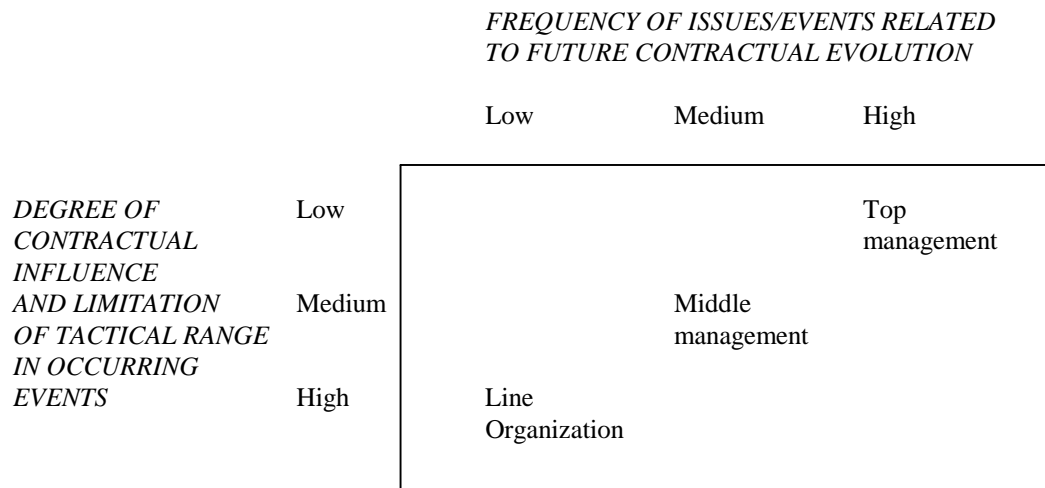 FREQUENCY OF ISSUES/EVENTS RELATED
TO FUTURE CONTRACTUAL EVOLUTION
Low Medium High
DEGREE OF Low Top
CONTRACTUAL management
INFLUENCE
AND LIMITATION Medium Middle
OF TACTICAL RANGE management
IN OCCURRING
EVENTS High Line
Organization